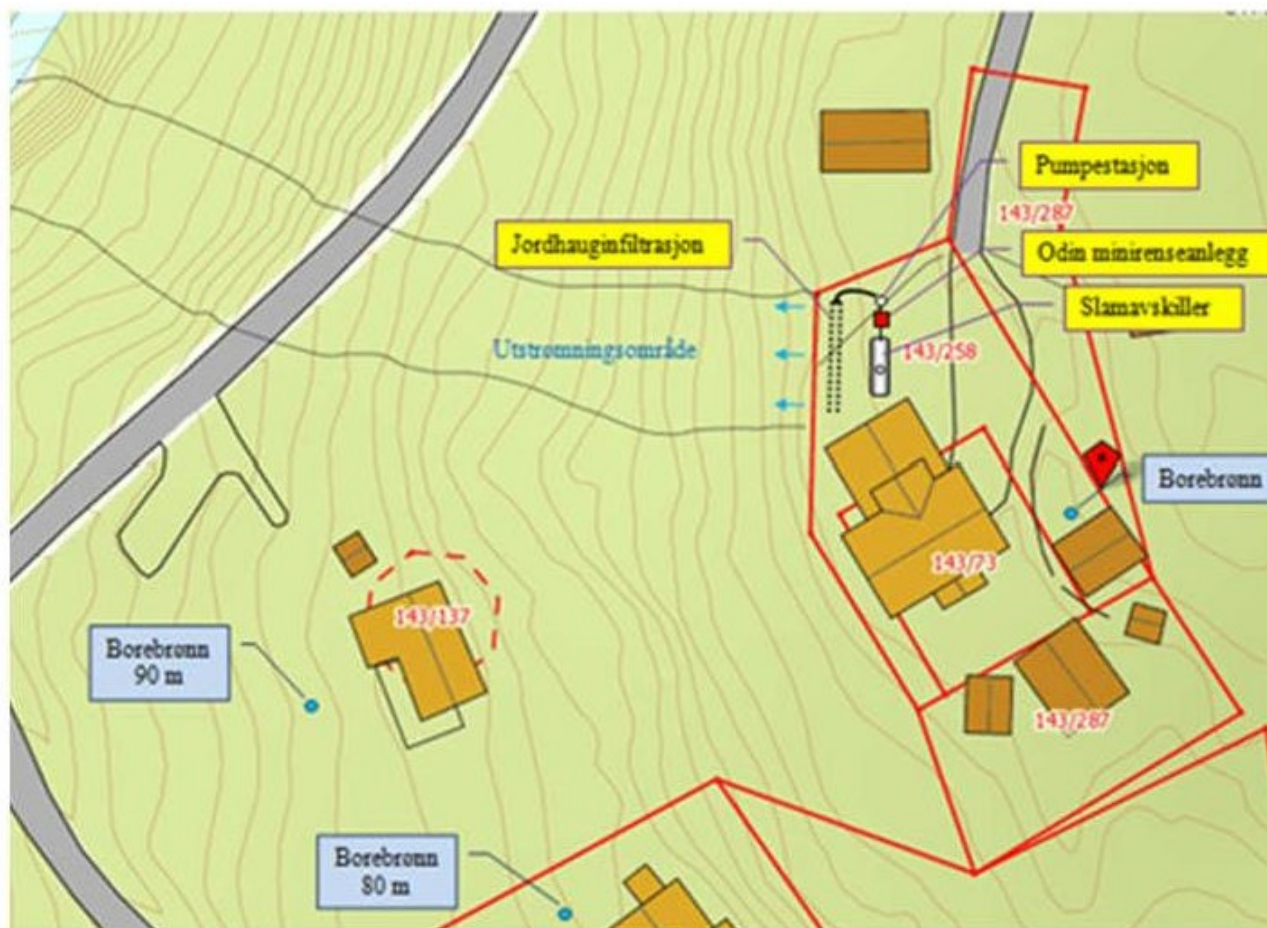 Pumpestasjon
143/287
Jordhauginfiltrasjon
Odin minirenseanlegg
Slamavskiller
Utstrømningsområde
143/258
Borebrønn
143/73
143/137
Borebrønn
90 m
143/287
Borebrønn
80 m